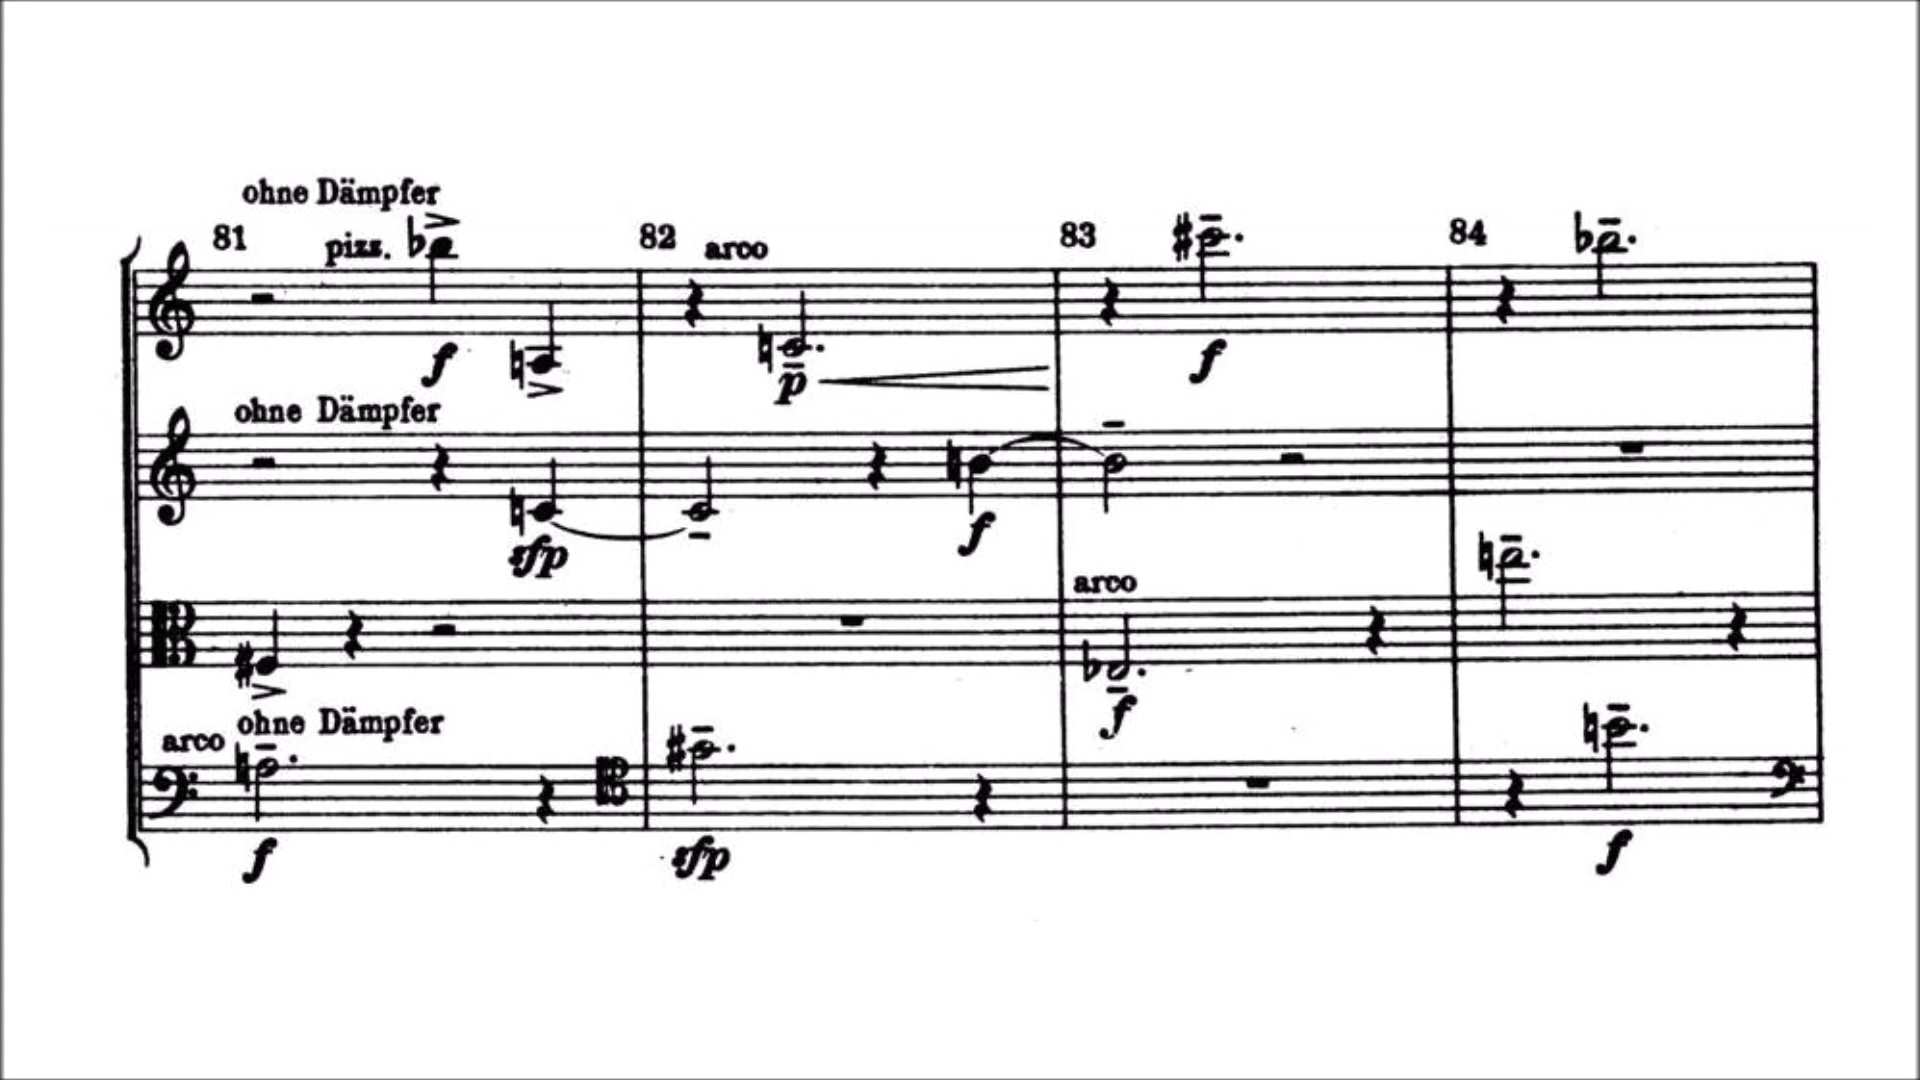 ohne Dämpfer
81 pizz. 82 arco 83 84
f
p
f
ohne Dämpfer
sfp
f
arco
f
arco ohne Dämpfer
f
sfp
f